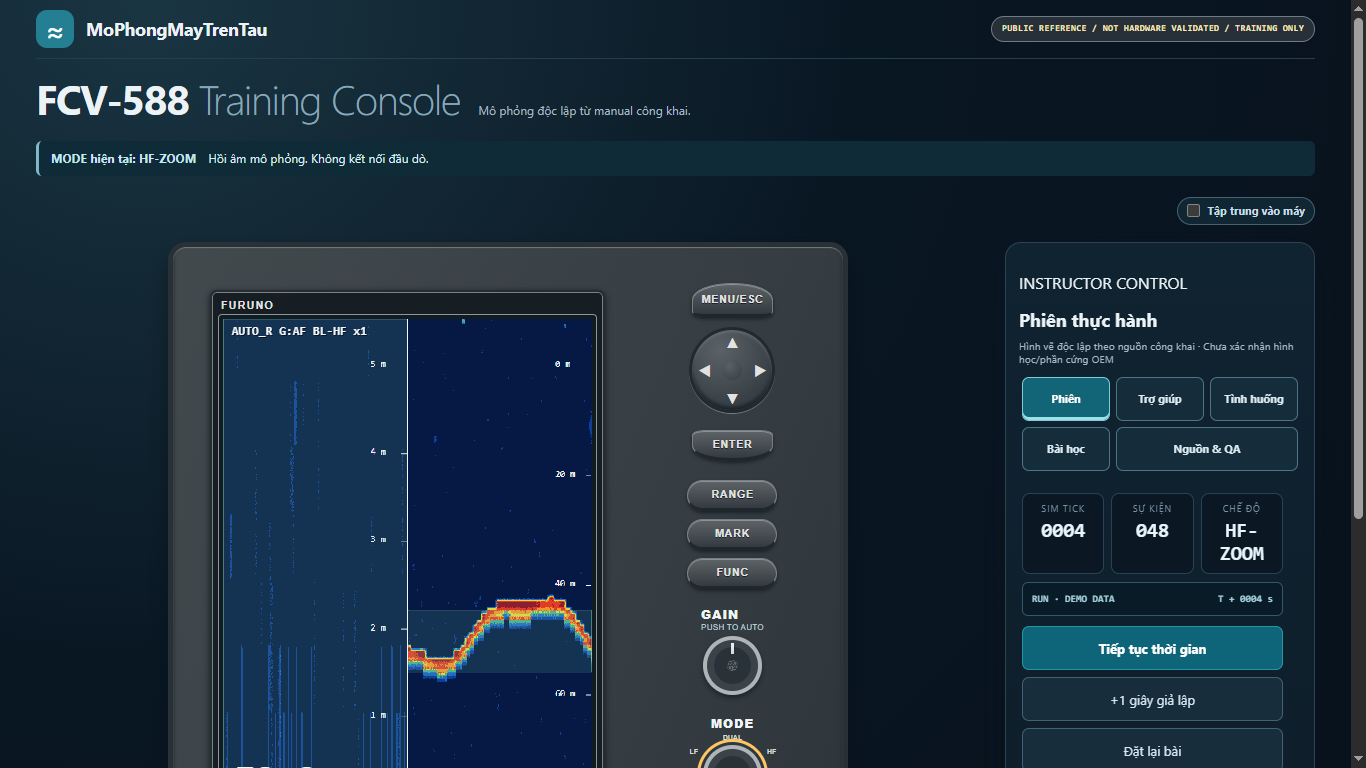 ≈
MoPhongMayTrenTau
PUBLIC REFERENCE / NOT HARDWARE VALIDATED / TRAINING ONLY
FCV-588 Training Console Mô phỏng độc lập từ manual công khai.
MODE hiện tại: HF-ZOOM Hồi âm mô phỏng. Không kết nối đầu dò.
Tập trung vào máy
FURUNO
AUTO_R G:AF BL-HF x1
5 m
4 m
3 m
2 m
1 m
0 m
20 m
40 m
60 m
MENU/ESC
▲
◀ ▶
▼
ENTER
RANGE
MARK
FUNC
GAIN
PUSH TO AUTO
MODE
DUAL
LF HF
INSTRUCTOR CONTROL
Phiên thực hành
Hình vẽ độc lập theo nguồn công khai · Chưa xác nhận hình
học/phần cứng OEM
Phiên Trợ giúp Tình huống
Bài học Nguồn & QA
SIM TICK
0004
SỰ KIỆN
048
CHẾ ĐỘ
HF-
ZOOM
RUN · DEMO DATA T + 0004 s
Tiếp tục thời gian
+1 giây giả lập
Đặt lại bài